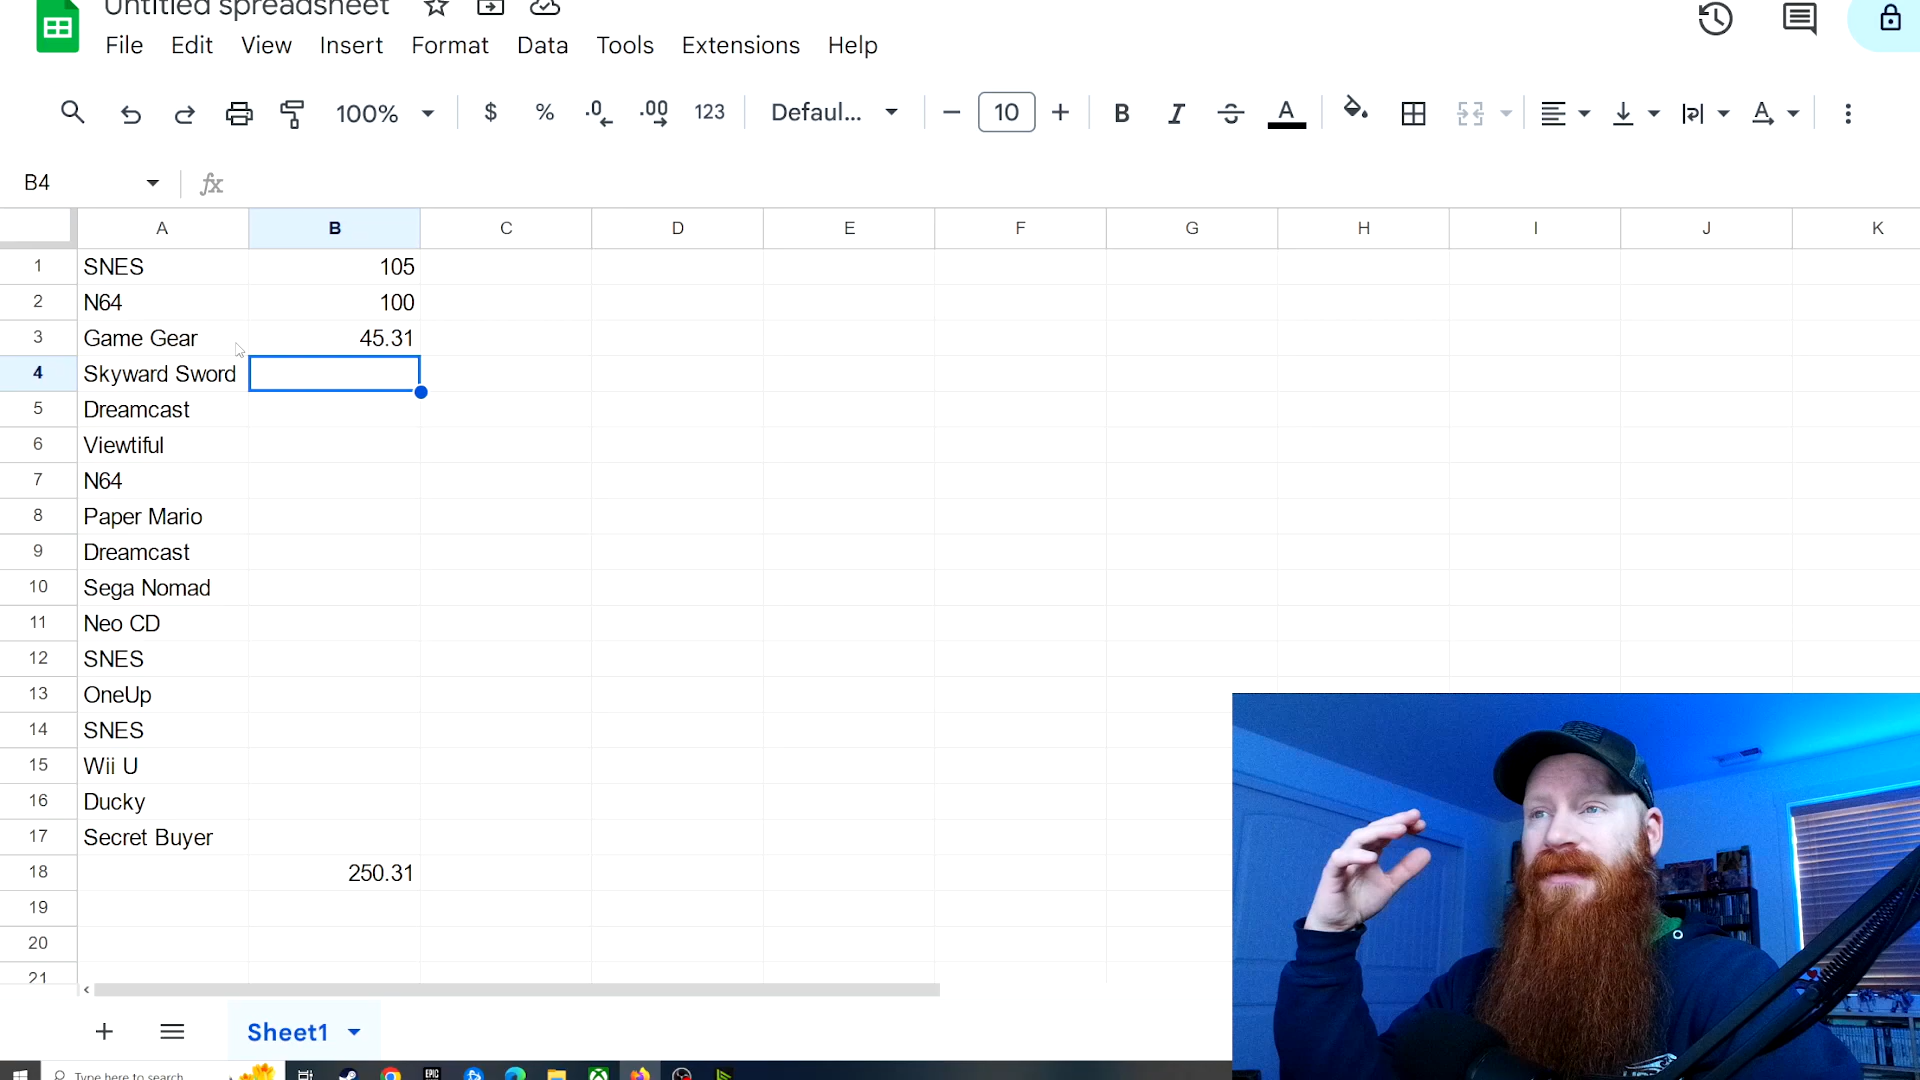 Untitled spreadsheet
File Edit View Insert Format Data Tools Extensions Help
100% $ % .0 .00 123 Defaul... 10 B I A A
B4 fx
A B C D E F G H I J K
1 SNES 105
2 N64 100
3 Game Gear 45.31
4 Skyward Sword
5 Dreamcast
6 Viewtiful
7 N64
8 Paper Mario
9 Dreamcast
10 Sega Nomad
11 Neo CD
12 SNES
13 OneUp
14 SNES
15 Wii U
16 Ducky
17 Secret Buyer
18 250.31
19
20
21
Sheet1
Type here to search
EPIC